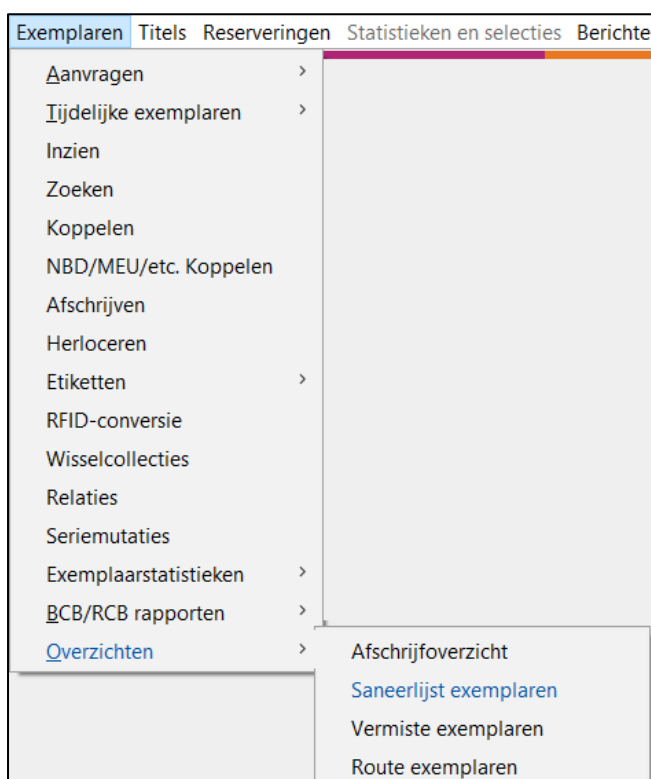 Exemplaren Titels Reserveringen Statistieken en selecties Berichte
Aanvragen
Tijdelijke exemplaren
Inzien
Zoeken
Koppelen
NBD/MEU/etc. Koppelen
Afschrijven
Herloceren
Etiketten
RFID-conversie
Wisselcollecties
Relaties
Seriemutaties
Exemplaarstatistieken
BCB/RCB rapporten
Overzichten
Afschrijfoverzicht
Saneerlijst exemplaren
Vermiste exemplaren
Route exemplaren